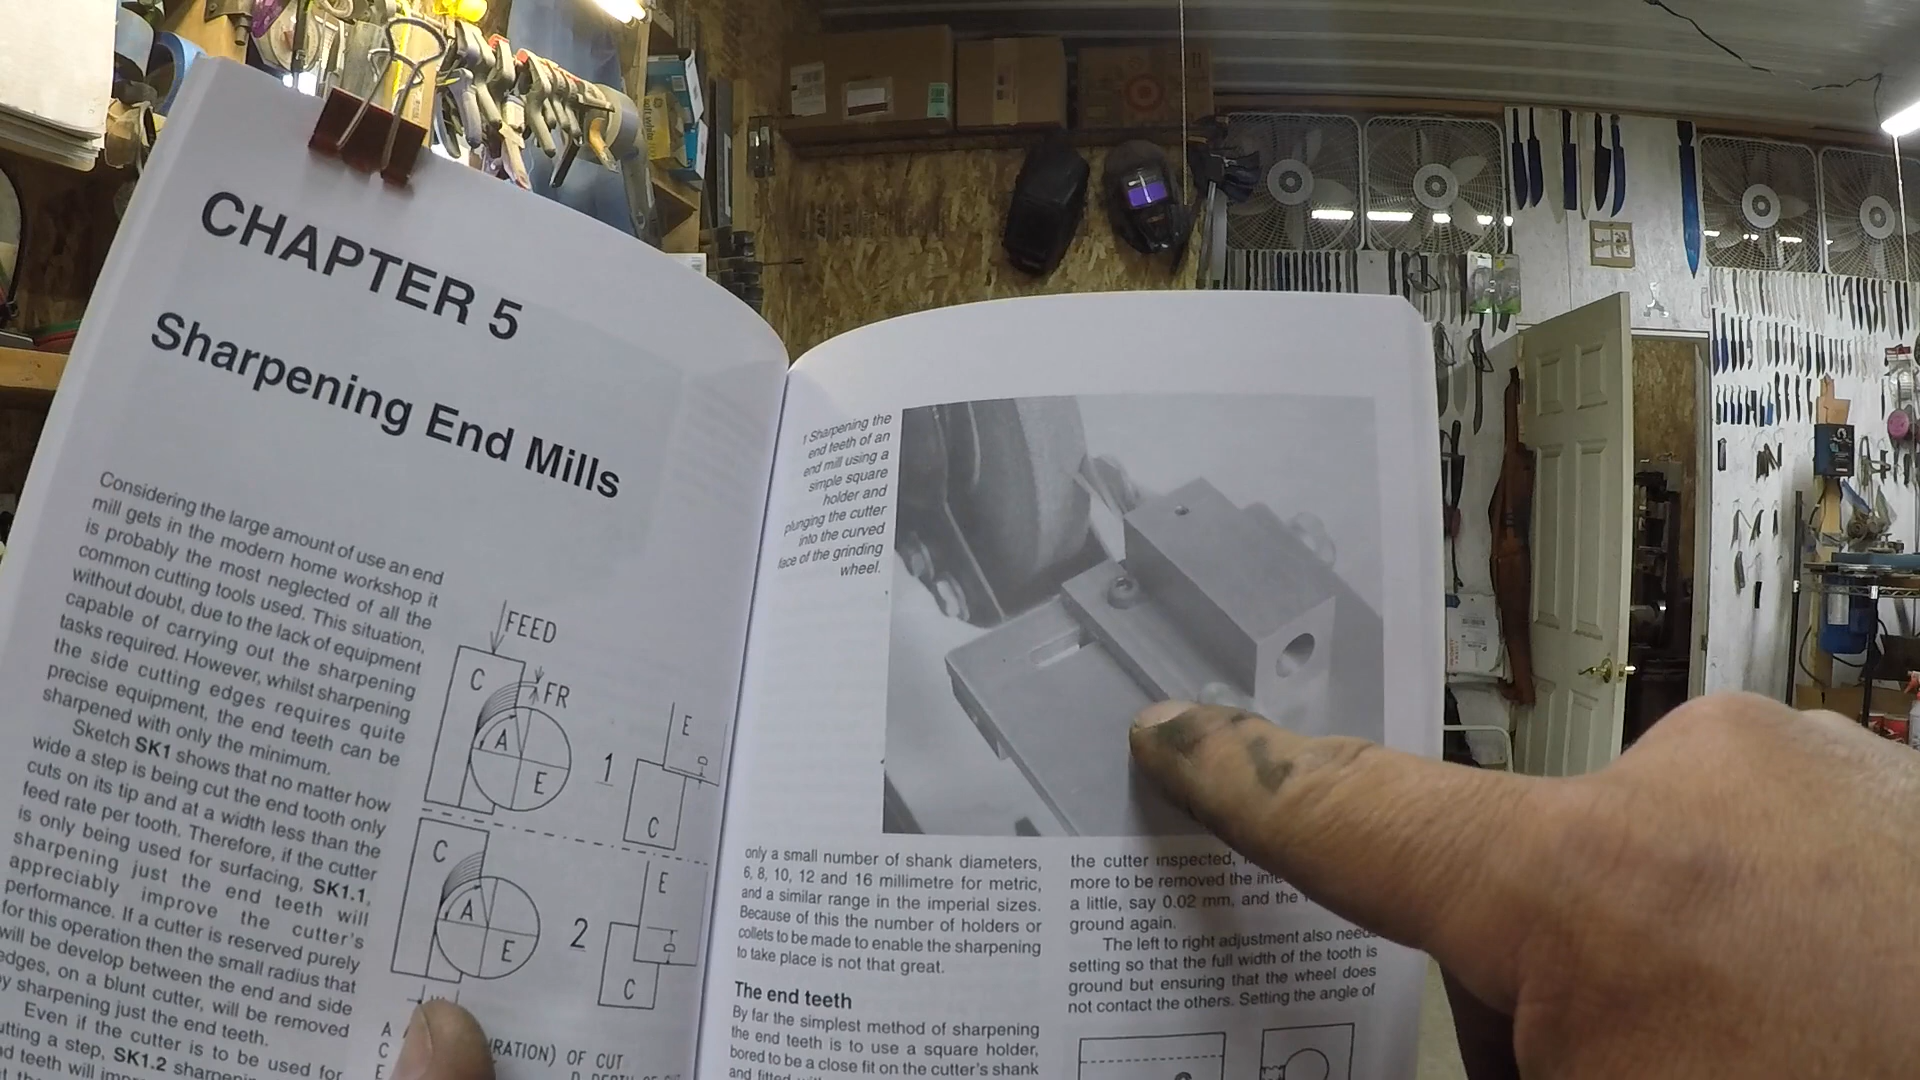 CHAPTER 5
Sharpening End Mills
Considering the large amount of use an end
mill gets in the modern home workshop it
is probably the most neglected of all the
common cutting tools used. This situation,
without doubt, due to the lack of equipment
capable of carrying out the sharpening
tasks required. However, whilst sharpening
the side cutting edges requires quite
precise equipment, the end teeth can be
sharpened with only the minimum.
Sketch SK1 shows that no matter how
wide a step is being cut the end tooth only
cuts on its tip and at a width less than the
feed rate per tooth. Therefore, if the cutter
is only being used for surfacing, SK1.1,
sharpening just the end teeth will
appreciably improve the cutter's
performance. If a cutter is reserved purely
for this operation then the small radius that
will be develop between the end and side
edges, on a blunt cutter, will be removed
by sharpening just the end teeth.
Even if the cutter is to be used for
cutting a step, SK1.2
teeth will
FEED
C
FR
A
E
1
E
D
C
C
A
E
2
E
D
C
A
C
E
OF CUT
1 Sharpening the
end teeth of an
end mill using a
simple square
holder and
plunging the cutter
into the curved
face of the grinding
wheel.
only a small number of shank diameters,
6, 8, 10, 12 and 16 millimetre for metric,
and a similar range in the imperial sizes.
Because of this the number of holders or
collets to be made to enable the sharpening
to take place is not that great.
The end teeth
By far the simplest method of sharpening
the end teeth is to use a square holder,
bored to be a close fit on the cutter's shank
and fitted
the cutter inspected,
more to be removed the
a little, say 0.02 mm, and the
ground again.
The left to right adjustment also
setting so that the full width of the tooth is
ground but ensuring that the wheel does
not contact the others. Setting the angle of